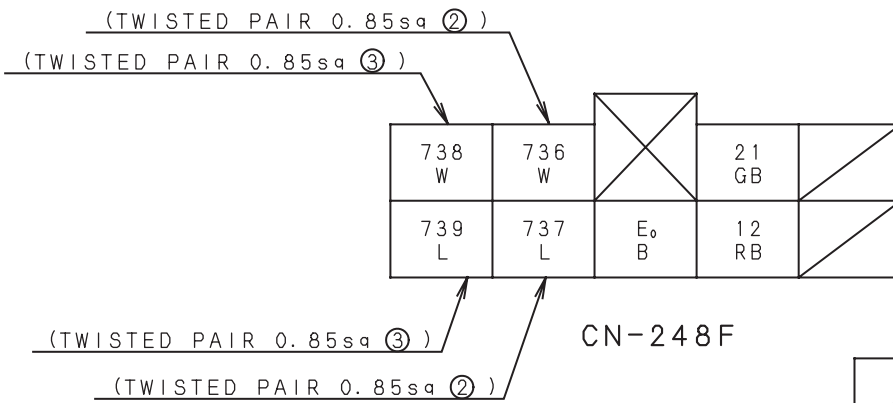 (TWISTED PAIR 0.85sq ②)
(TWISTED PAIR 0.85sq ③)
738 736 21
W W GB
739 737 E₀ 12
L L B RB
(TWISTED PAIR 0.85sq ③)
CN-248F
(TWISTED PAIR 0.85sq ②)